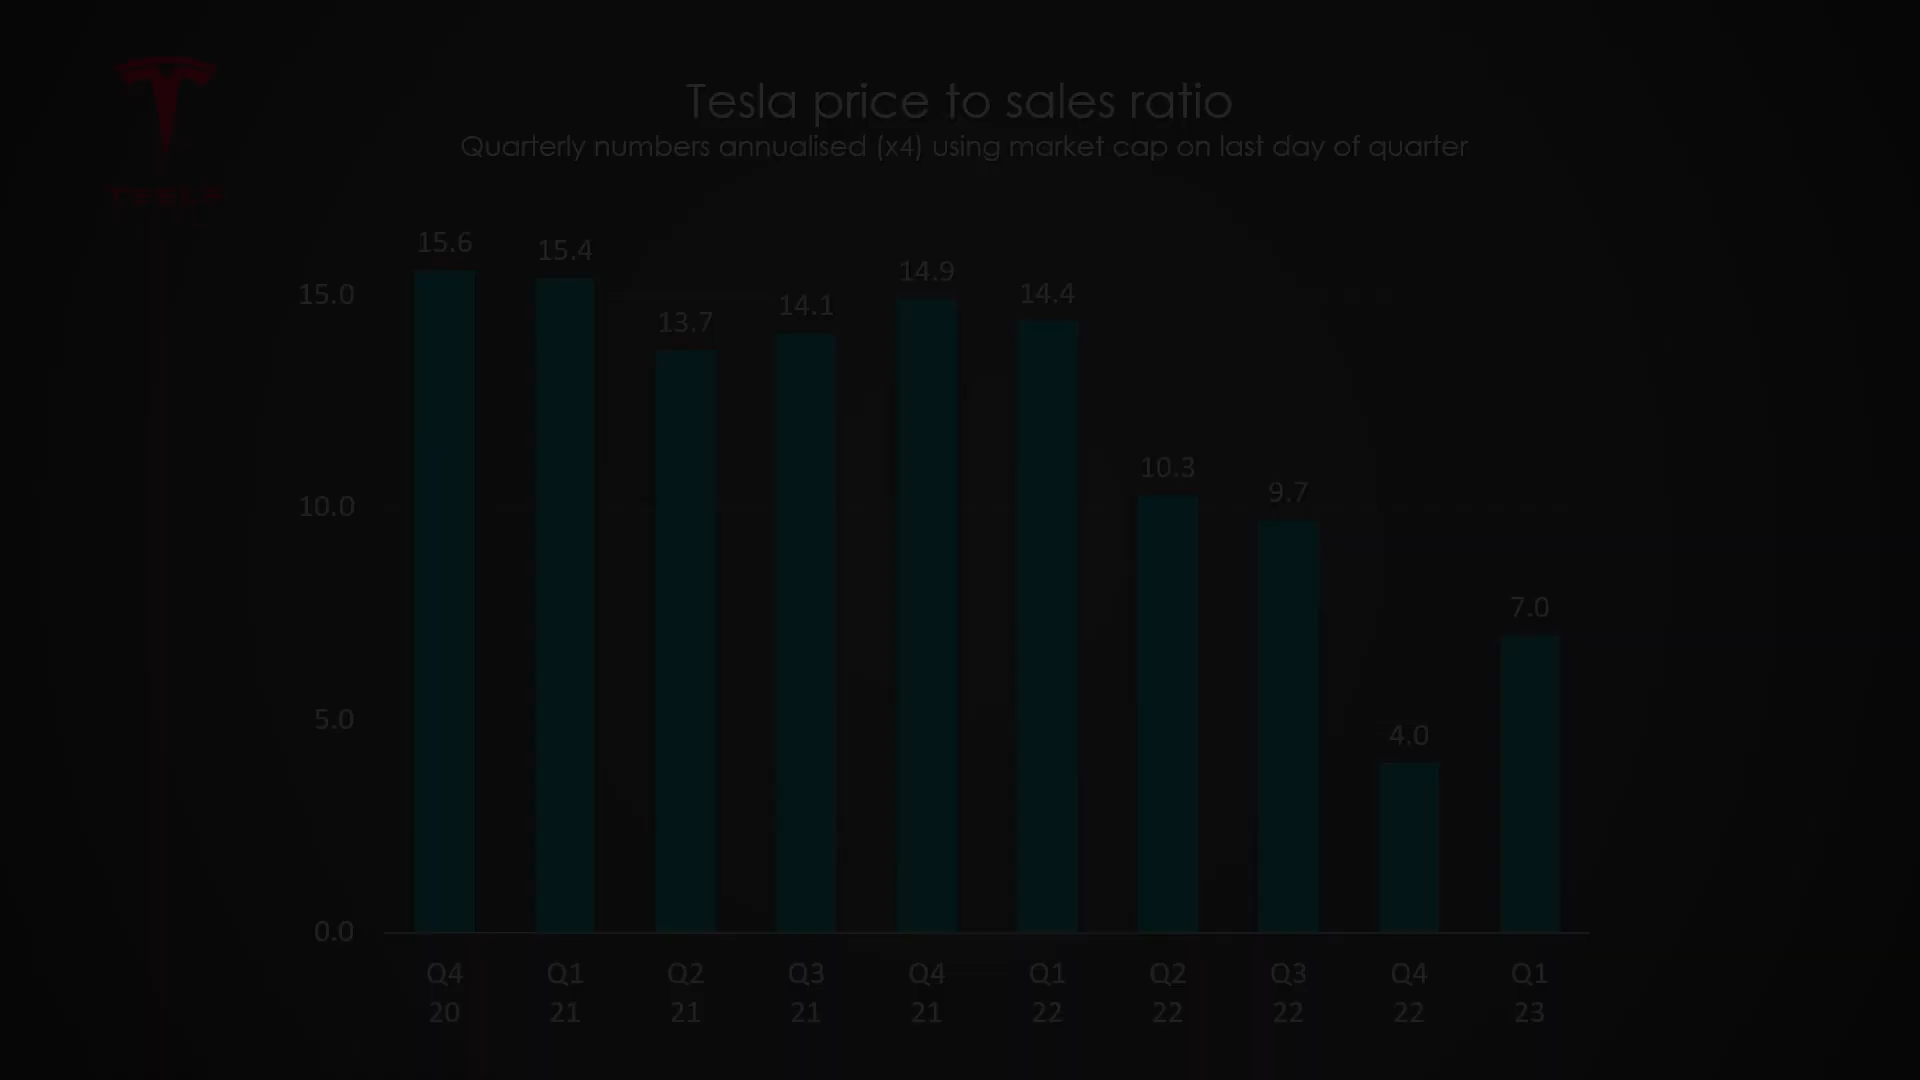 TESLA
Tesla price to sales ratio
Quarterly numbers annualised (x4) using market cap on last day of quarter
15.0
10.0
5.0
0.0
15.6
15.4
13.7
14.1
14.9
14.4
10.3
9.7
4.0
7.0
Q4 Q1 Q2 Q3 Q4 Q1 Q2 Q3 Q4 Q1
20 21 21 21 21 22 22 22 22 23